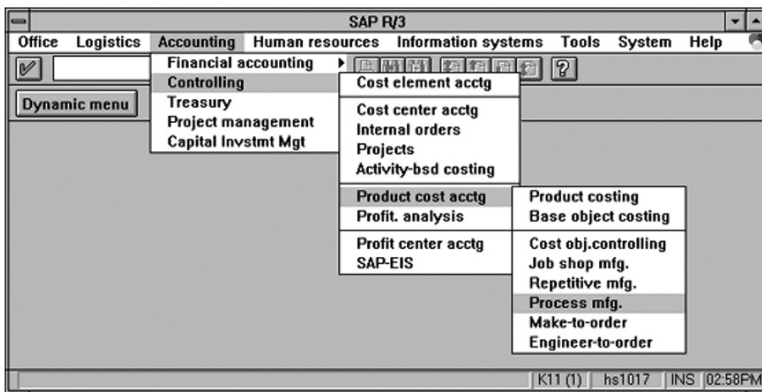 SAP R/3
Office Logistics Accounting Human resources Information systems Tools System Help
Financial accounting
Controlling
Treasury
Project management
Capital Invstmt Mgt
Dynamic menu
Cost element acctg
Cost center acctg
Internal orders
Projects
Activity-bsd costing
Product cost acctg
Profit. analysis
Profit center acctg
SAP-EIS
Product costing
Base object costing
Cost obj.controlling
Job shop mfg.
Repetitive mfg.
Process mfg.
Make-to-order
Engineer-to-order
K11 (1) hs1017 INS 02:58PM